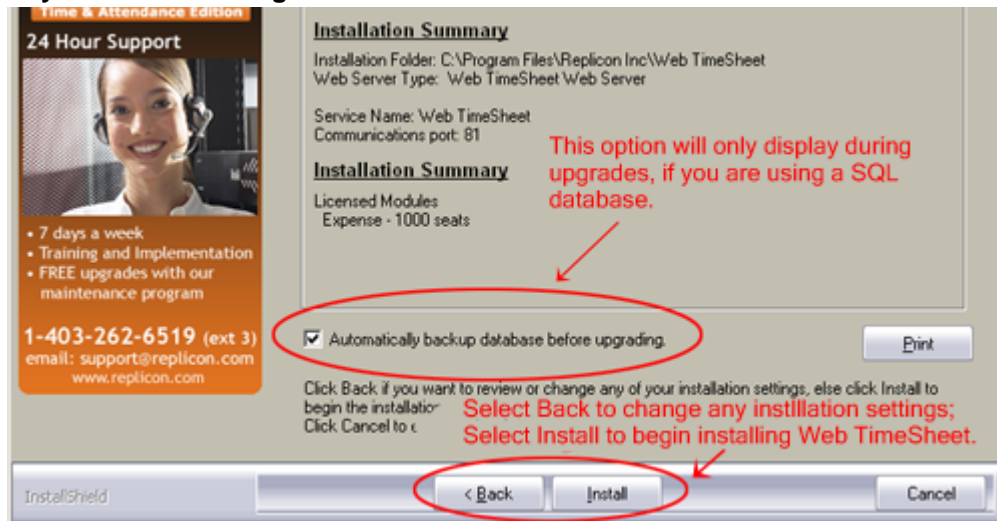 Time & Attendance Edition
24 Hour Support
• 7 days a week
• Training and Implementation
• FREE upgrades with our
maintenance program
1-403-262-6519 (ext 3)
email: support@replicon.com
www.replicon.com
Installation Summary
Installation Folder: C:\Program Files\Replicon Inc\Web TimeSheet
Web Server Type: Web TimeSheet Web Server
Service Name: Web TimeSheet
Communications port: 81
Installation Summary
Licensed Modules
Expense - 1000 seats
This option will only display during
upgrades, if you are using a SQL
database.
Automatically backup database before upgrading.
Print
Click Back if you want to review or change any of your installation settings, else click Install to
begin the
Click Cancel to
Select Back to change any instlllation settings;
Select Install to begin installing Web TimeSheet.
InstallShield
< Back
Install
Cancel